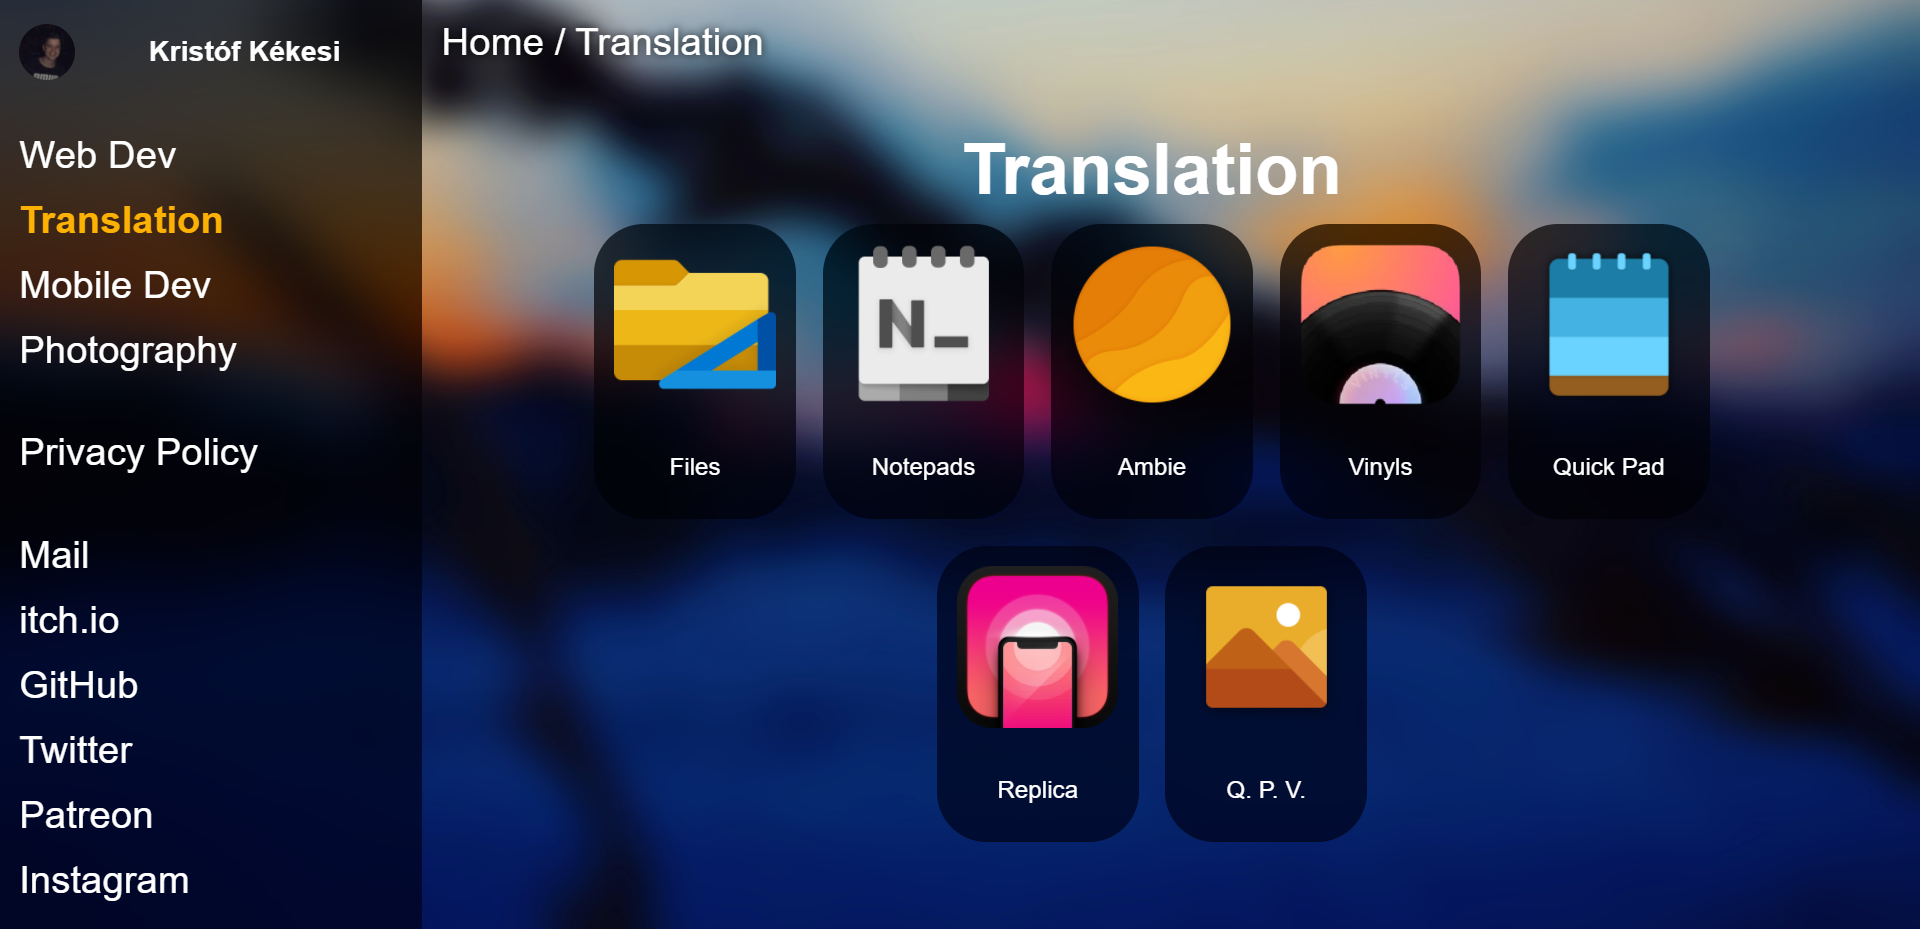 Kristóf Kékesi
Web Dev
Translation
Mobile Dev
Photography
Privacy Policy
Mail
itch.io
GitHub
Twitter
Patreon
Instagram
Home / Translation
Translation
N_
VINYLS
Files
Notepads
Ambie
Vinyls
Quick Pad
Replica
Q. P. V.